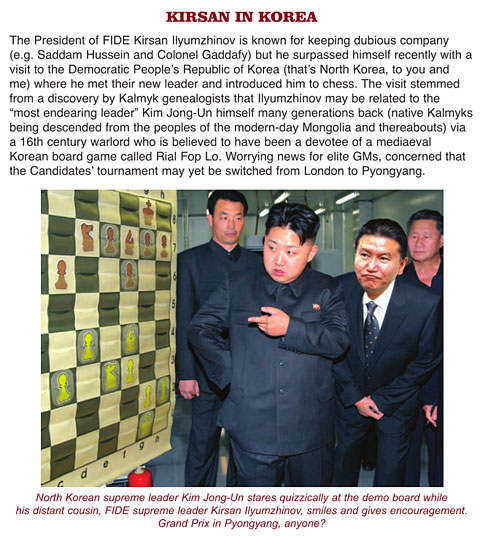 KIRSAN IN KOREA
The President of FIDE Kirsan Ilyumzhinov is known for keeping dubious company
(e.g. Saddam Hussein and Colonel Gaddafy) but he surpassed himself recently with a
visit to the Democratic People's Republic of Korea (that's North Korea, to you and
me) where he met their new leader and introduced him to chess. The visit stemmed
from a discovery by Kalmyk genealogists that Ilyumzhinov may be related to the
“most endearing leader” Kim Jong-Un himself many generations back (native Kalmyks
being descended from the peoples of the modern-day Mongolia and thereabouts) via
a 16th century warlord who is believed to have been a devotee of a mediaeval
Korean board game called Rial Fop Lo. Worrying news for elite GMs, concerned that
the Candidates' tournament may yet be switched from London to Pyongyang.
8
7
6
c d e f g h
North Korean supreme leader Kim Jong-Un stares quizzically at the demo board while
his distant cousin, FIDE supreme leader Kirsan Ilyumzhinov, smiles and gives encouragement.
Grand Prix in Pyongyang, anyone?